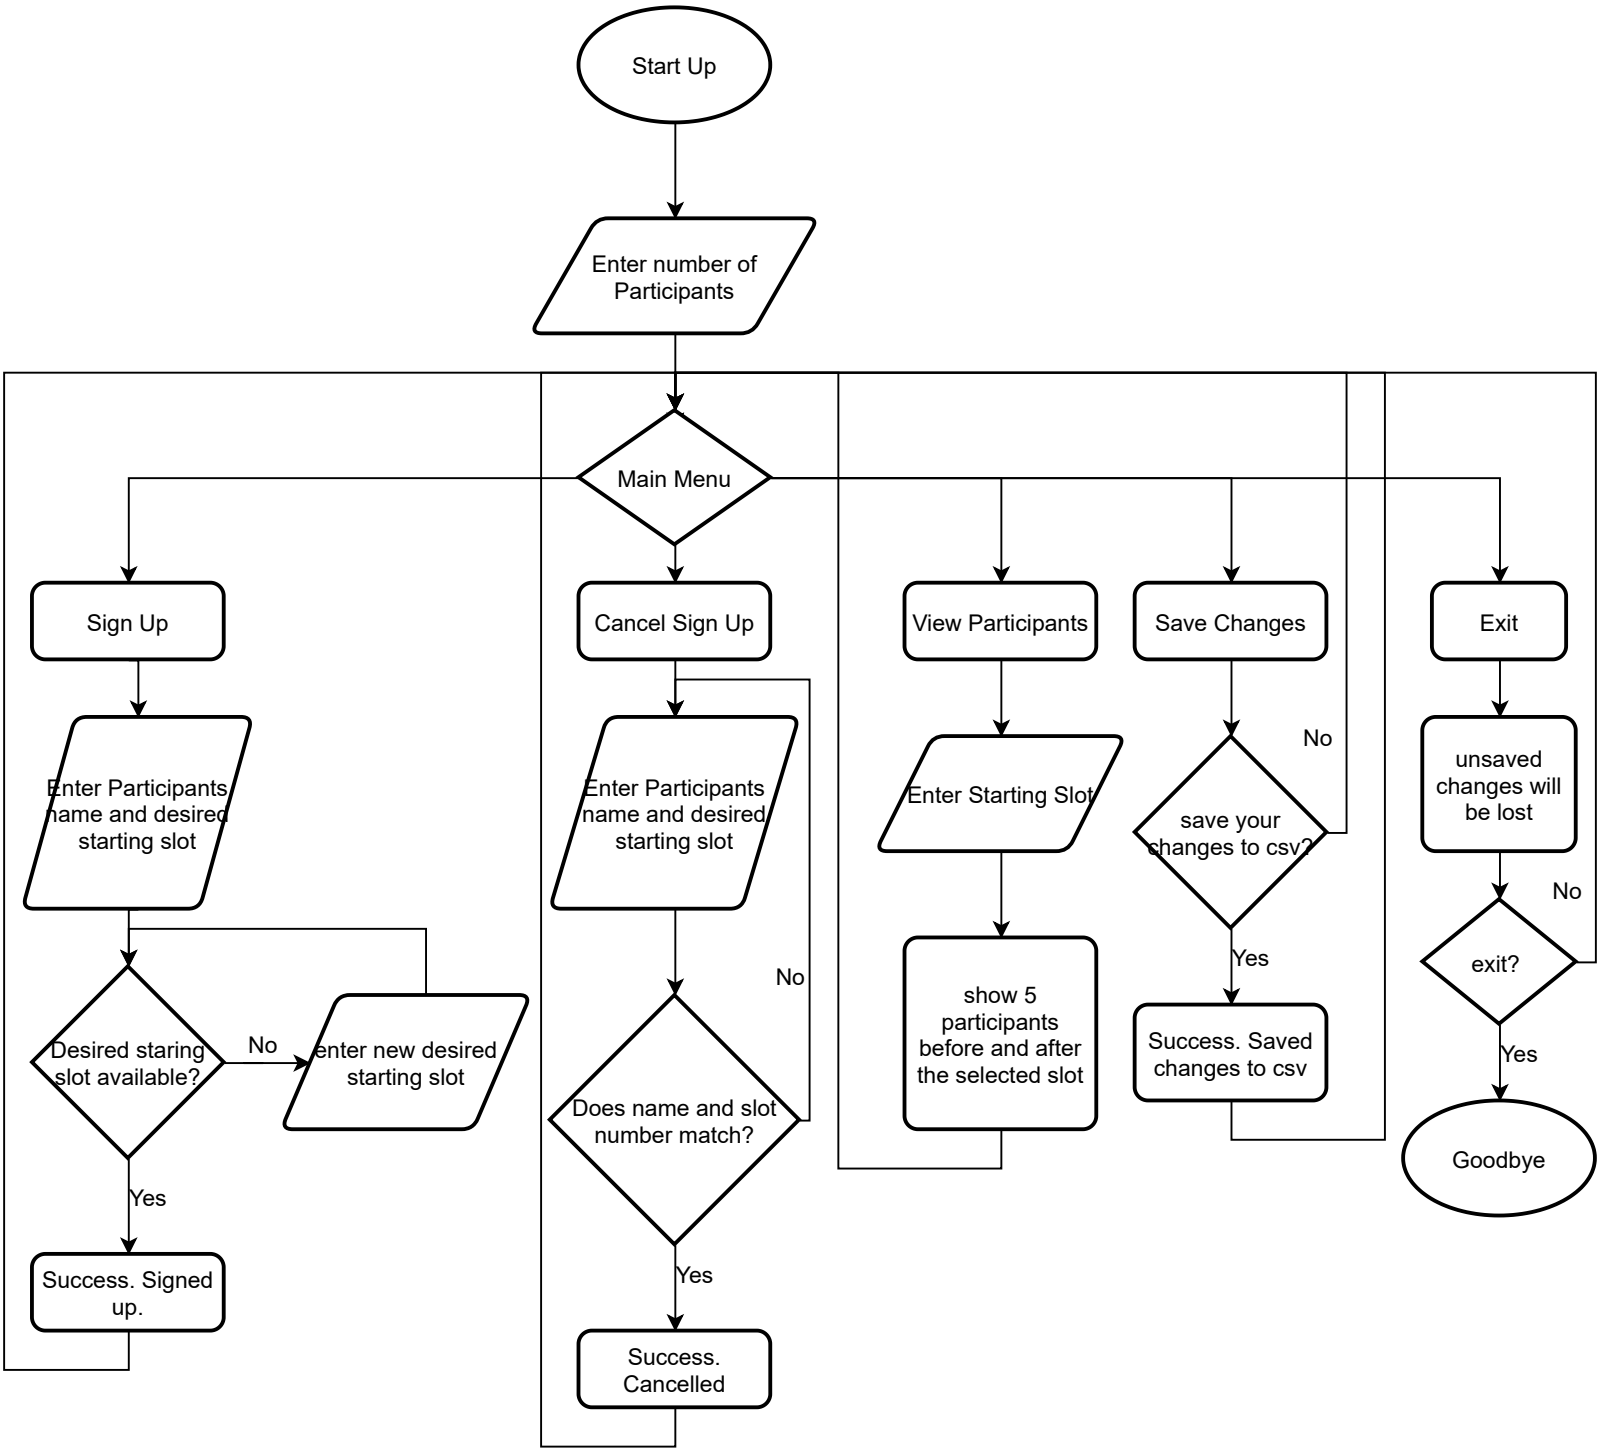 Start Up
Enter number of
Participants
Main Menu
Sign Up
Enter Participants
name and desired
starting slot
Desired staring
slot available?
No
enter new desired
starting slot
Yes
Success. Signed
up.
Cancel Sign Up
Enter Participants
name and desired
starting slot
No
Does name and slot
number match?
Yes
Success.
Cancelled
View Participants
Enter Starting Slot
show 5
participants
before and after
the selected slot
Save Changes
No
save your
changes to csv?
Yes
Success. Saved
changes to csv
Exit
unsaved
changes will
be lost
No
exit?
Yes
Goodbye